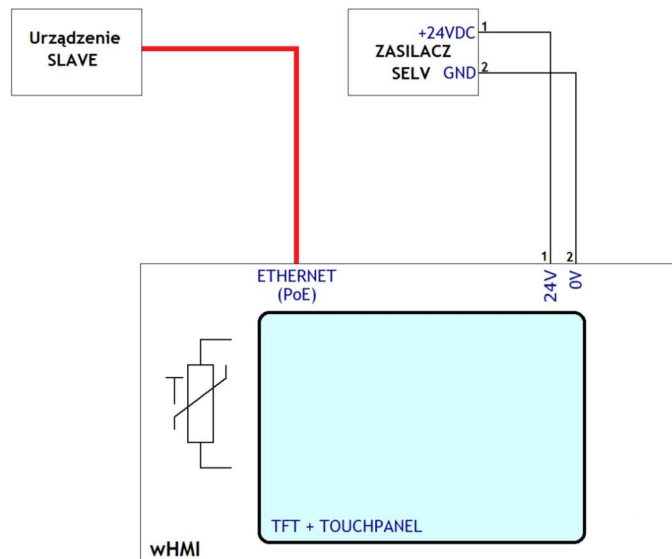 Urządzenie
SLAVE
+24VDC 1
ZASILACZ
SELV GND 2
ETHERNET
(PoE)
1 2
24V 0V
T
TFT + TOUCHPANEL
wHMI